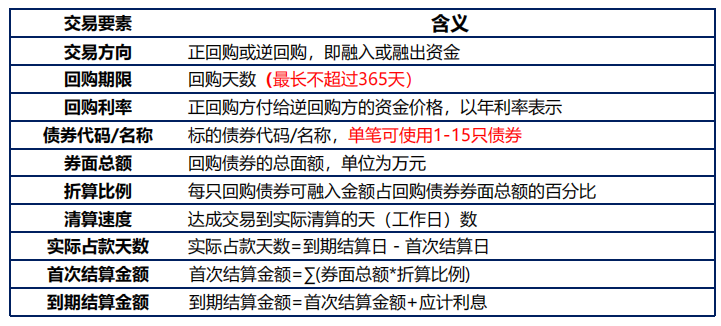 交易要素 含义
交易方向 正回购或逆回购，即融入或融出资金
回购期限 回购天数（最长不超过365天）
回购利率 正回购方付给逆回购方的资金价格，以年利率表示
债券代码/名称 标的债券代码/名称，单笔可使用1-15只债券
券面总额 回购债券的总面额，单位为万元
折算比例 每只回购债券可融入金额占回购债券券面总额的百分比
清算速度 达成交易到实际清算的天（工作日）数
实际占款天数 实际占款天数=到期结算日 - 首次结算日
首次结算金额 首次结算金额=∑(券面总额*折算比例)
到期结算金额 到期结算金额=首次结算金额+应计利息